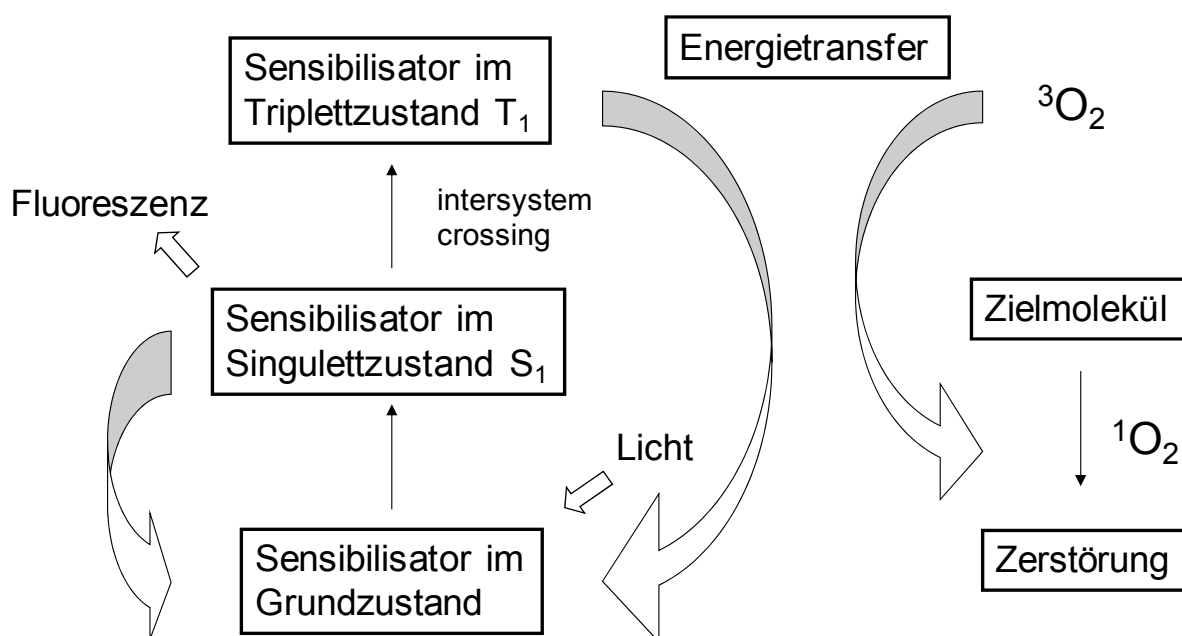 Sensibilisator im
Triplettzustand T₁
Energietransfer
³O₂
Fluoreszenz
intersystem
crossing
Sensibilisator im
Singulettzustand S₁
Zielmolekül
Licht
¹O₂
Sensibilisator im
Grundzustand
Zerstörung